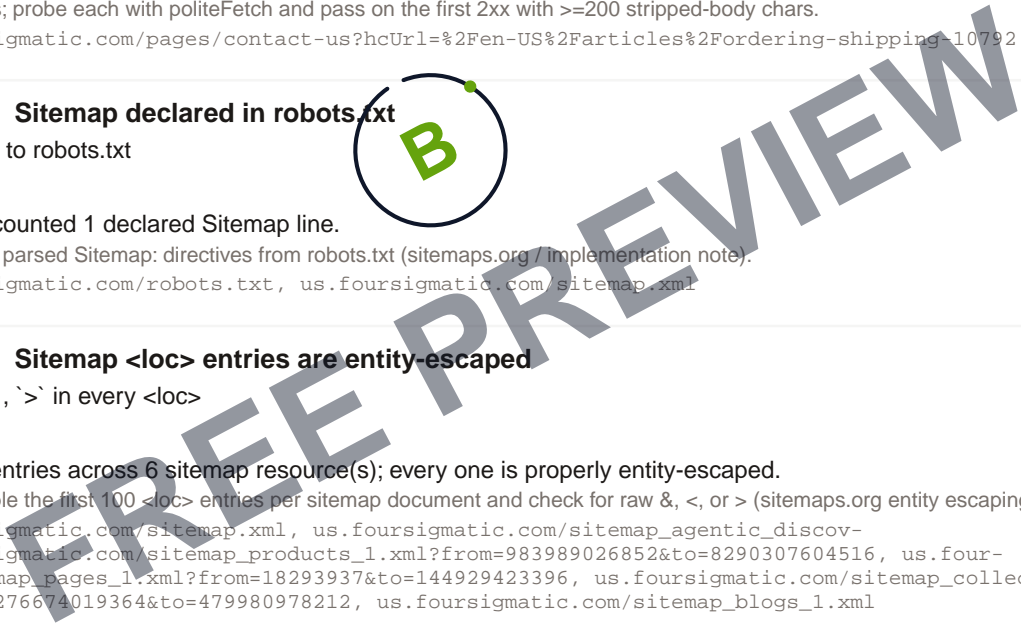 ; probe each with politeFetch and pass on the first 2xx with >=200 stripped-body chars.
igmatic.com/pages/contact-us?hcUrl=%2Fen-US%2Farticles%2Fordering-shipping-10792
Sitemap declared in robots.txt
B
to robots.txt
counted 1 declared Sitemap line.
parsed Sitemap: directives from robots.txt (sitemaps.org / implementation note).
igmatic.com/robots.txt, us.foursigmatic.com/sitemap.xml
Sitemap <loc> entries are entity-escaped
, `>` in every <loc>
entries across 6 sitemap resource(s); every one is properly entity-escaped.
ple the first 100 <loc> entries per sitemap document and check for raw &, <, or > (sitemaps.org entity escaping
igmatic.com/sitemap.xml, us.foursigmatic.com/sitemap_agentic_discov-
igmatic.com/sitemap_products_1.xml?from=983989026852&to=8290307604516, us.four-
map_pages_1.xml?from=18293937&to=144929423396, us.foursigmatic.com/sitemap_collec
276674019364&to=479980978212, us.foursigmatic.com/sitemap_blogs_1.xml
FREE PREVIEW